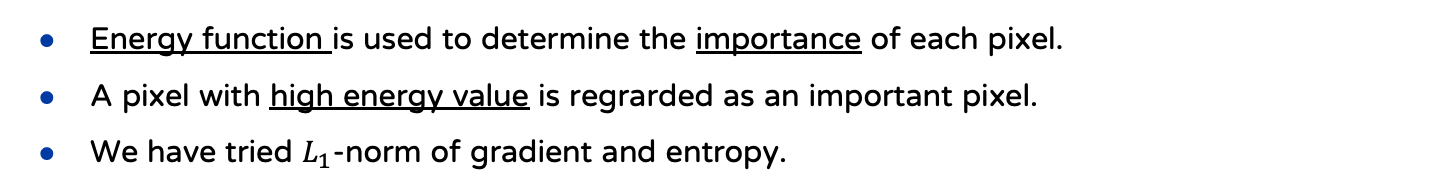 • Energy function is used to determine the importance of each pixel.
• A pixel with high energy value is regrarded as an important pixel.
• We have tried L₁-norm of gradient and entropy.